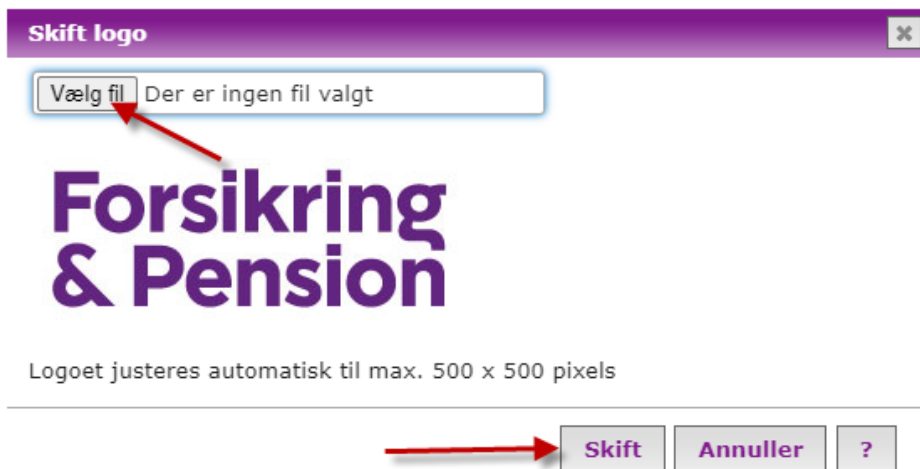 Skift logo
Vælg fil Der er ingen fil valgt
Forsikring
& Pension
Logoet justeres automatisk til max. 500 x 500 pixels
Skift Annuller ?